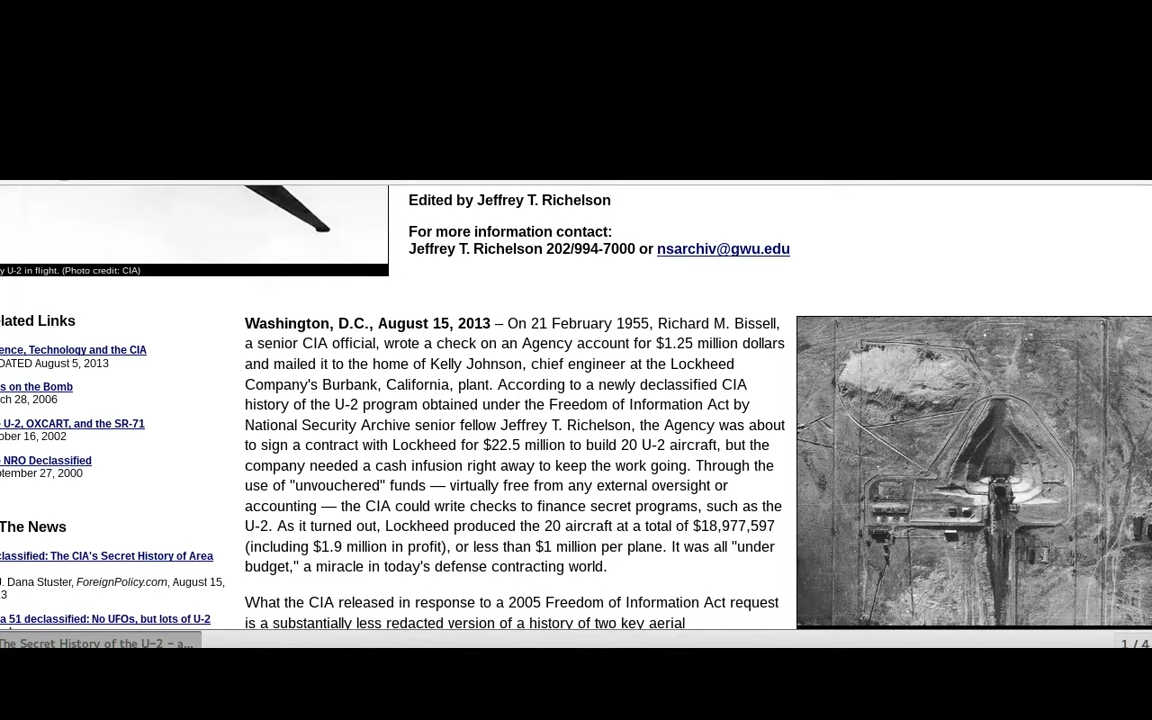 Edited by Jeffrey T. Richelson
For more information contact:
Jeffrey T. Richelson 202/994-7000 or nsarchiv@gwu.edu
y U-2 in flight. (Photo credit: CIA)
lated Links
ence, Technology and the CIA
DATED August 5, 2013
s on the Bomb
ch 28, 2006
U-2, OXCART, and the SR-71
ober 16, 2002
NRO Declassified
ptember 27, 2000
The News
classified: The CIA's Secret History of Area
J. Dana Stuster, ForeignPolicy.com, August 15,
3
a 51 declassified: No UFOs, but lots of U-2
Washington, D.C., August 15, 2013 – On 21 February 1955, Richard M. Bissell,
a senior CIA official, wrote a check on an Agency account for $1.25 million dollars
and mailed it to the home of Kelly Johnson, chief engineer at the Lockheed
Company's Burbank, California, plant. According to a newly declassified CIA
history of the U-2 program obtained under the Freedom of Information Act by
National Security Archive senior fellow Jeffrey T. Richelson, the Agency was about
to sign a contract with Lockheed for $22.5 million to build 20 U-2 aircraft, but the
company needed a cash infusion right away to keep the work going. Through the
use of "unvouchered" funds — virtually free from any external oversight or
accounting — the CIA could write checks to finance secret programs, such as the
U-2. As it turned out, Lockheed produced the 20 aircraft at a total of $18,977,597
(including $1.9 million in profit), or less than $1 million per plane. It was all "under
budget," a miracle in today's defense contracting world.
What the CIA released in response to a 2005 Freedom of Information Act request
is a substantially less redacted version of a history of two key aerial
The Secret History of the U-2 - a...
1 / 4